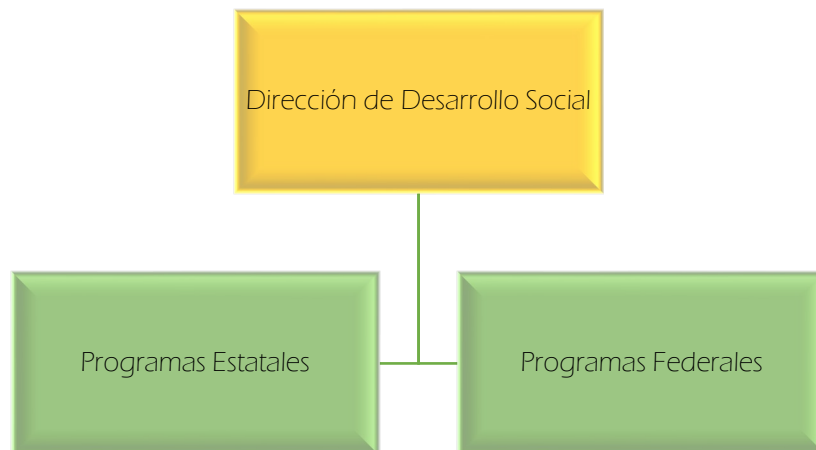 Dirección de Desarrollo Social
Programas Estatales
Programas Federales